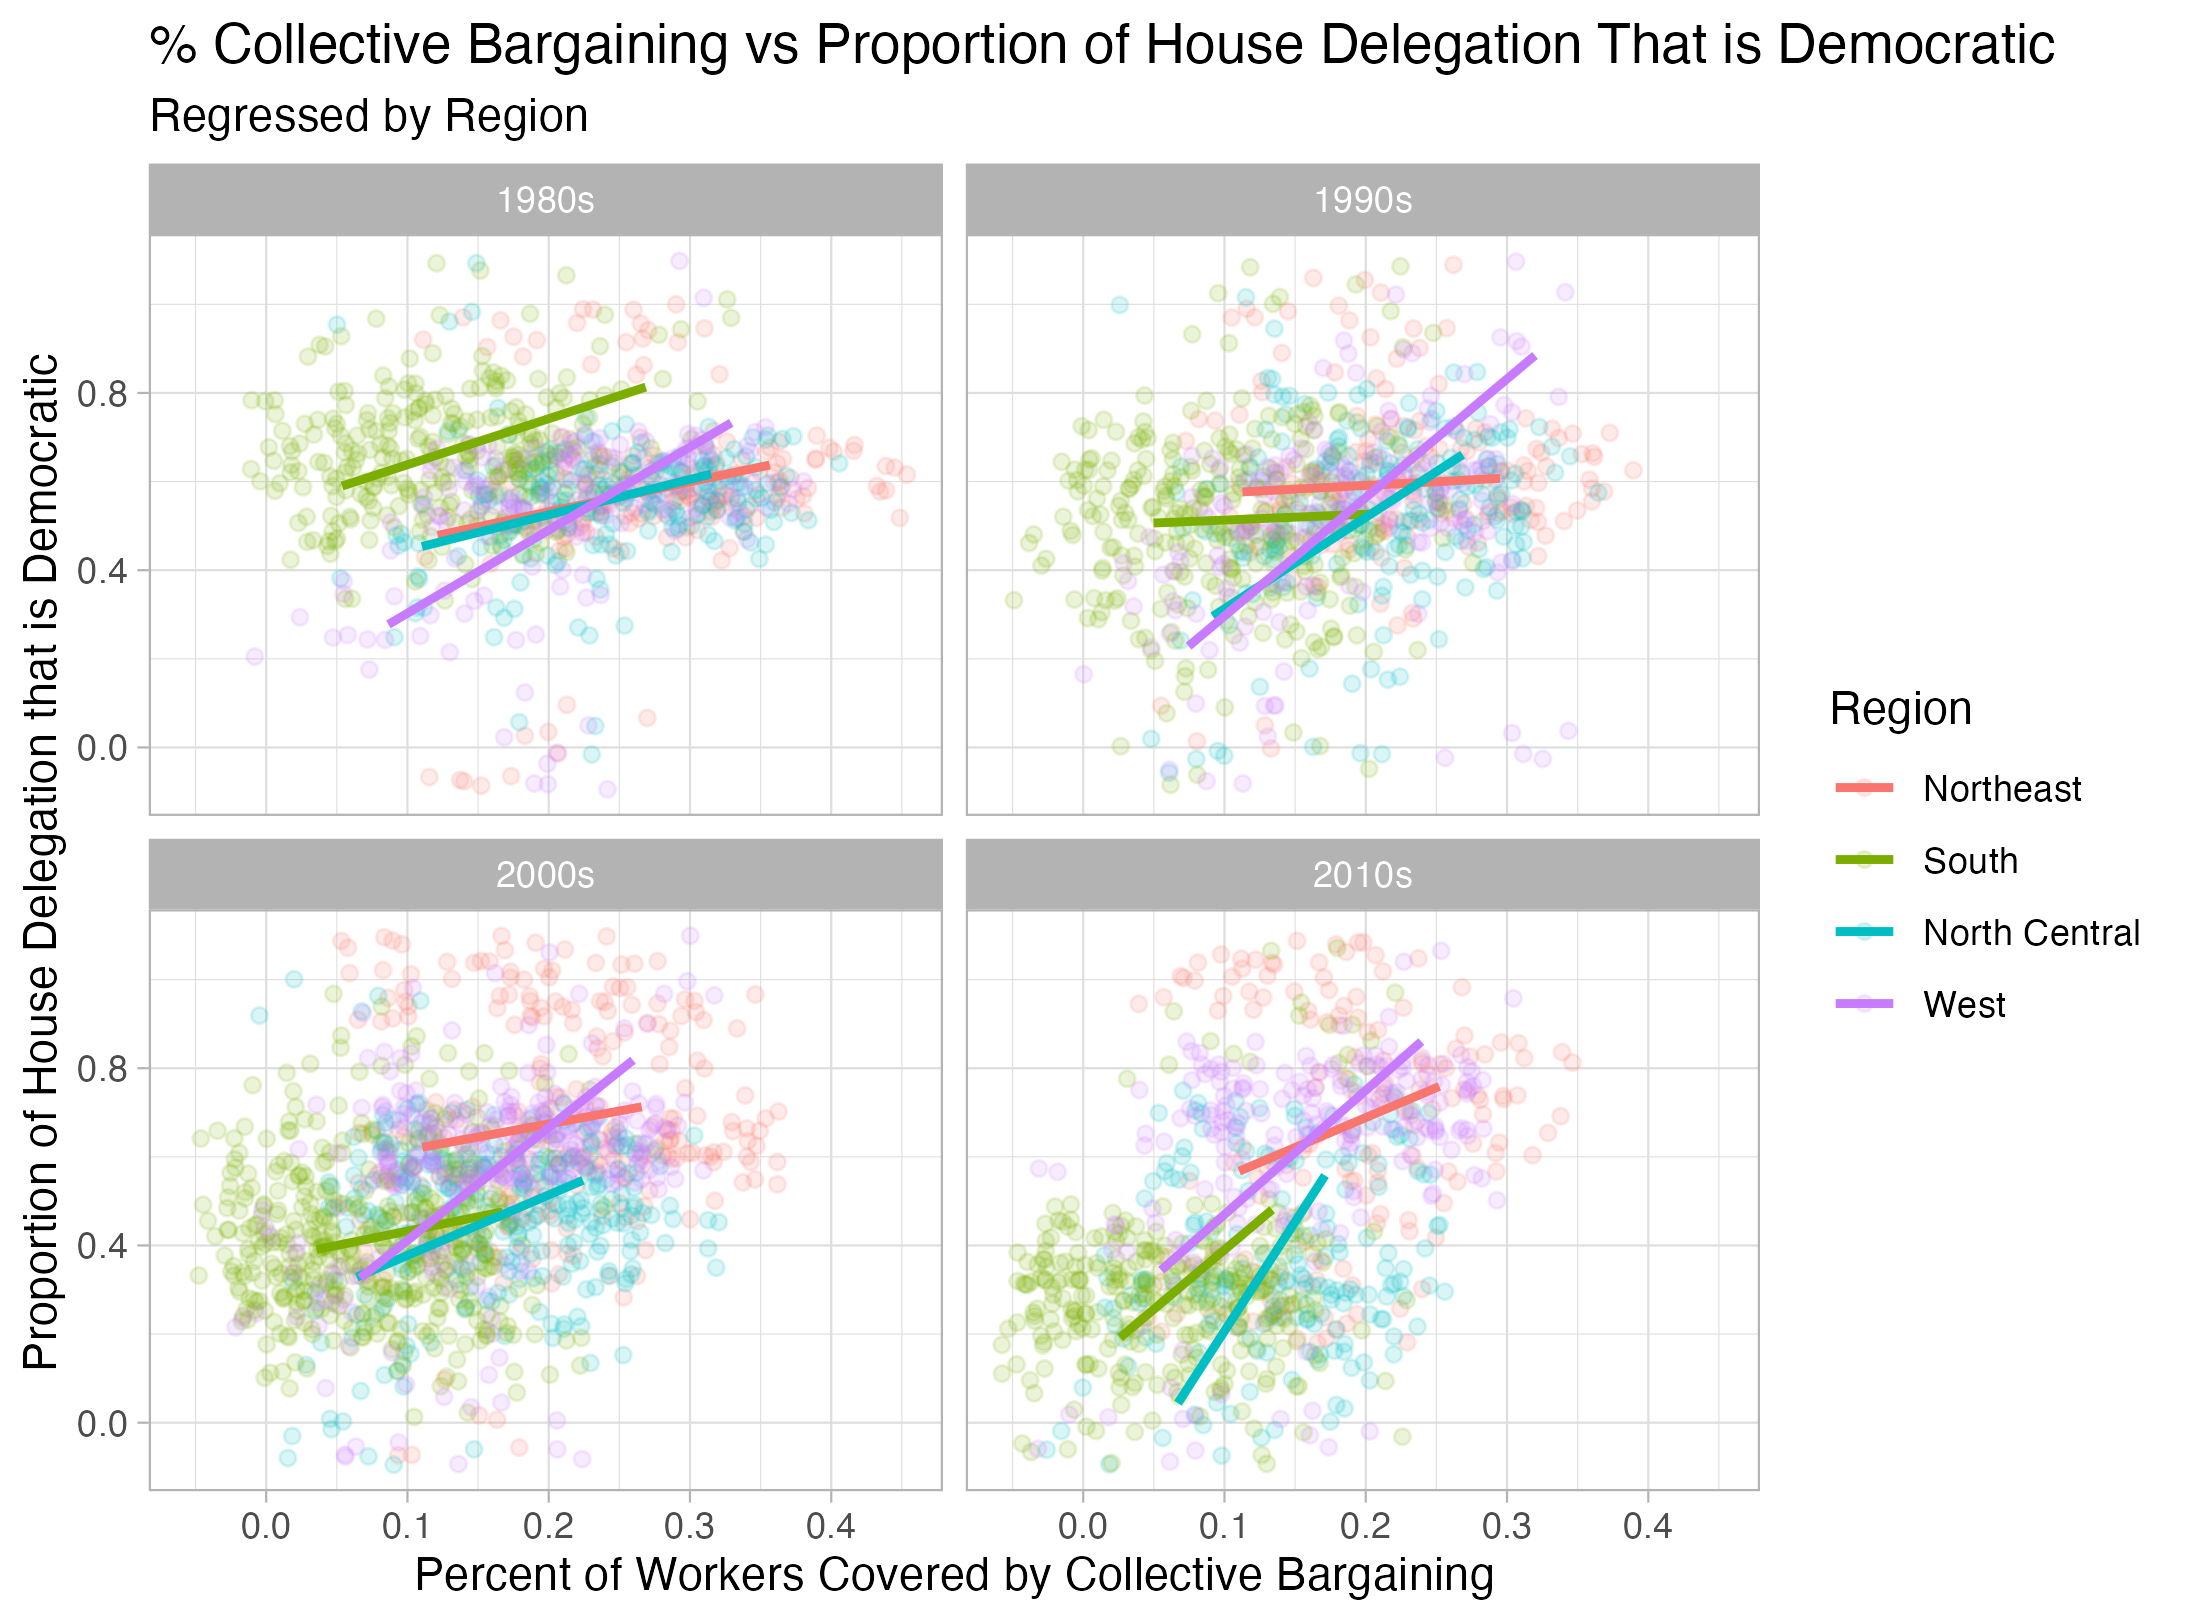 % Collective Bargaining vs Proportion of House Delegation That is Democratic
Regressed by Region
1980s
1990s
2000s
2010s
Proportion of House Delegation that is Democratic
0.8
0.4
0.0
0.8
0.4
0.0
0.0 0.1 0.2 0.3 0.4
0.0 0.1 0.2 0.3 0.4
Percent of Workers Covered by Collective Bargaining
Region
Northeast
South
North Central
West